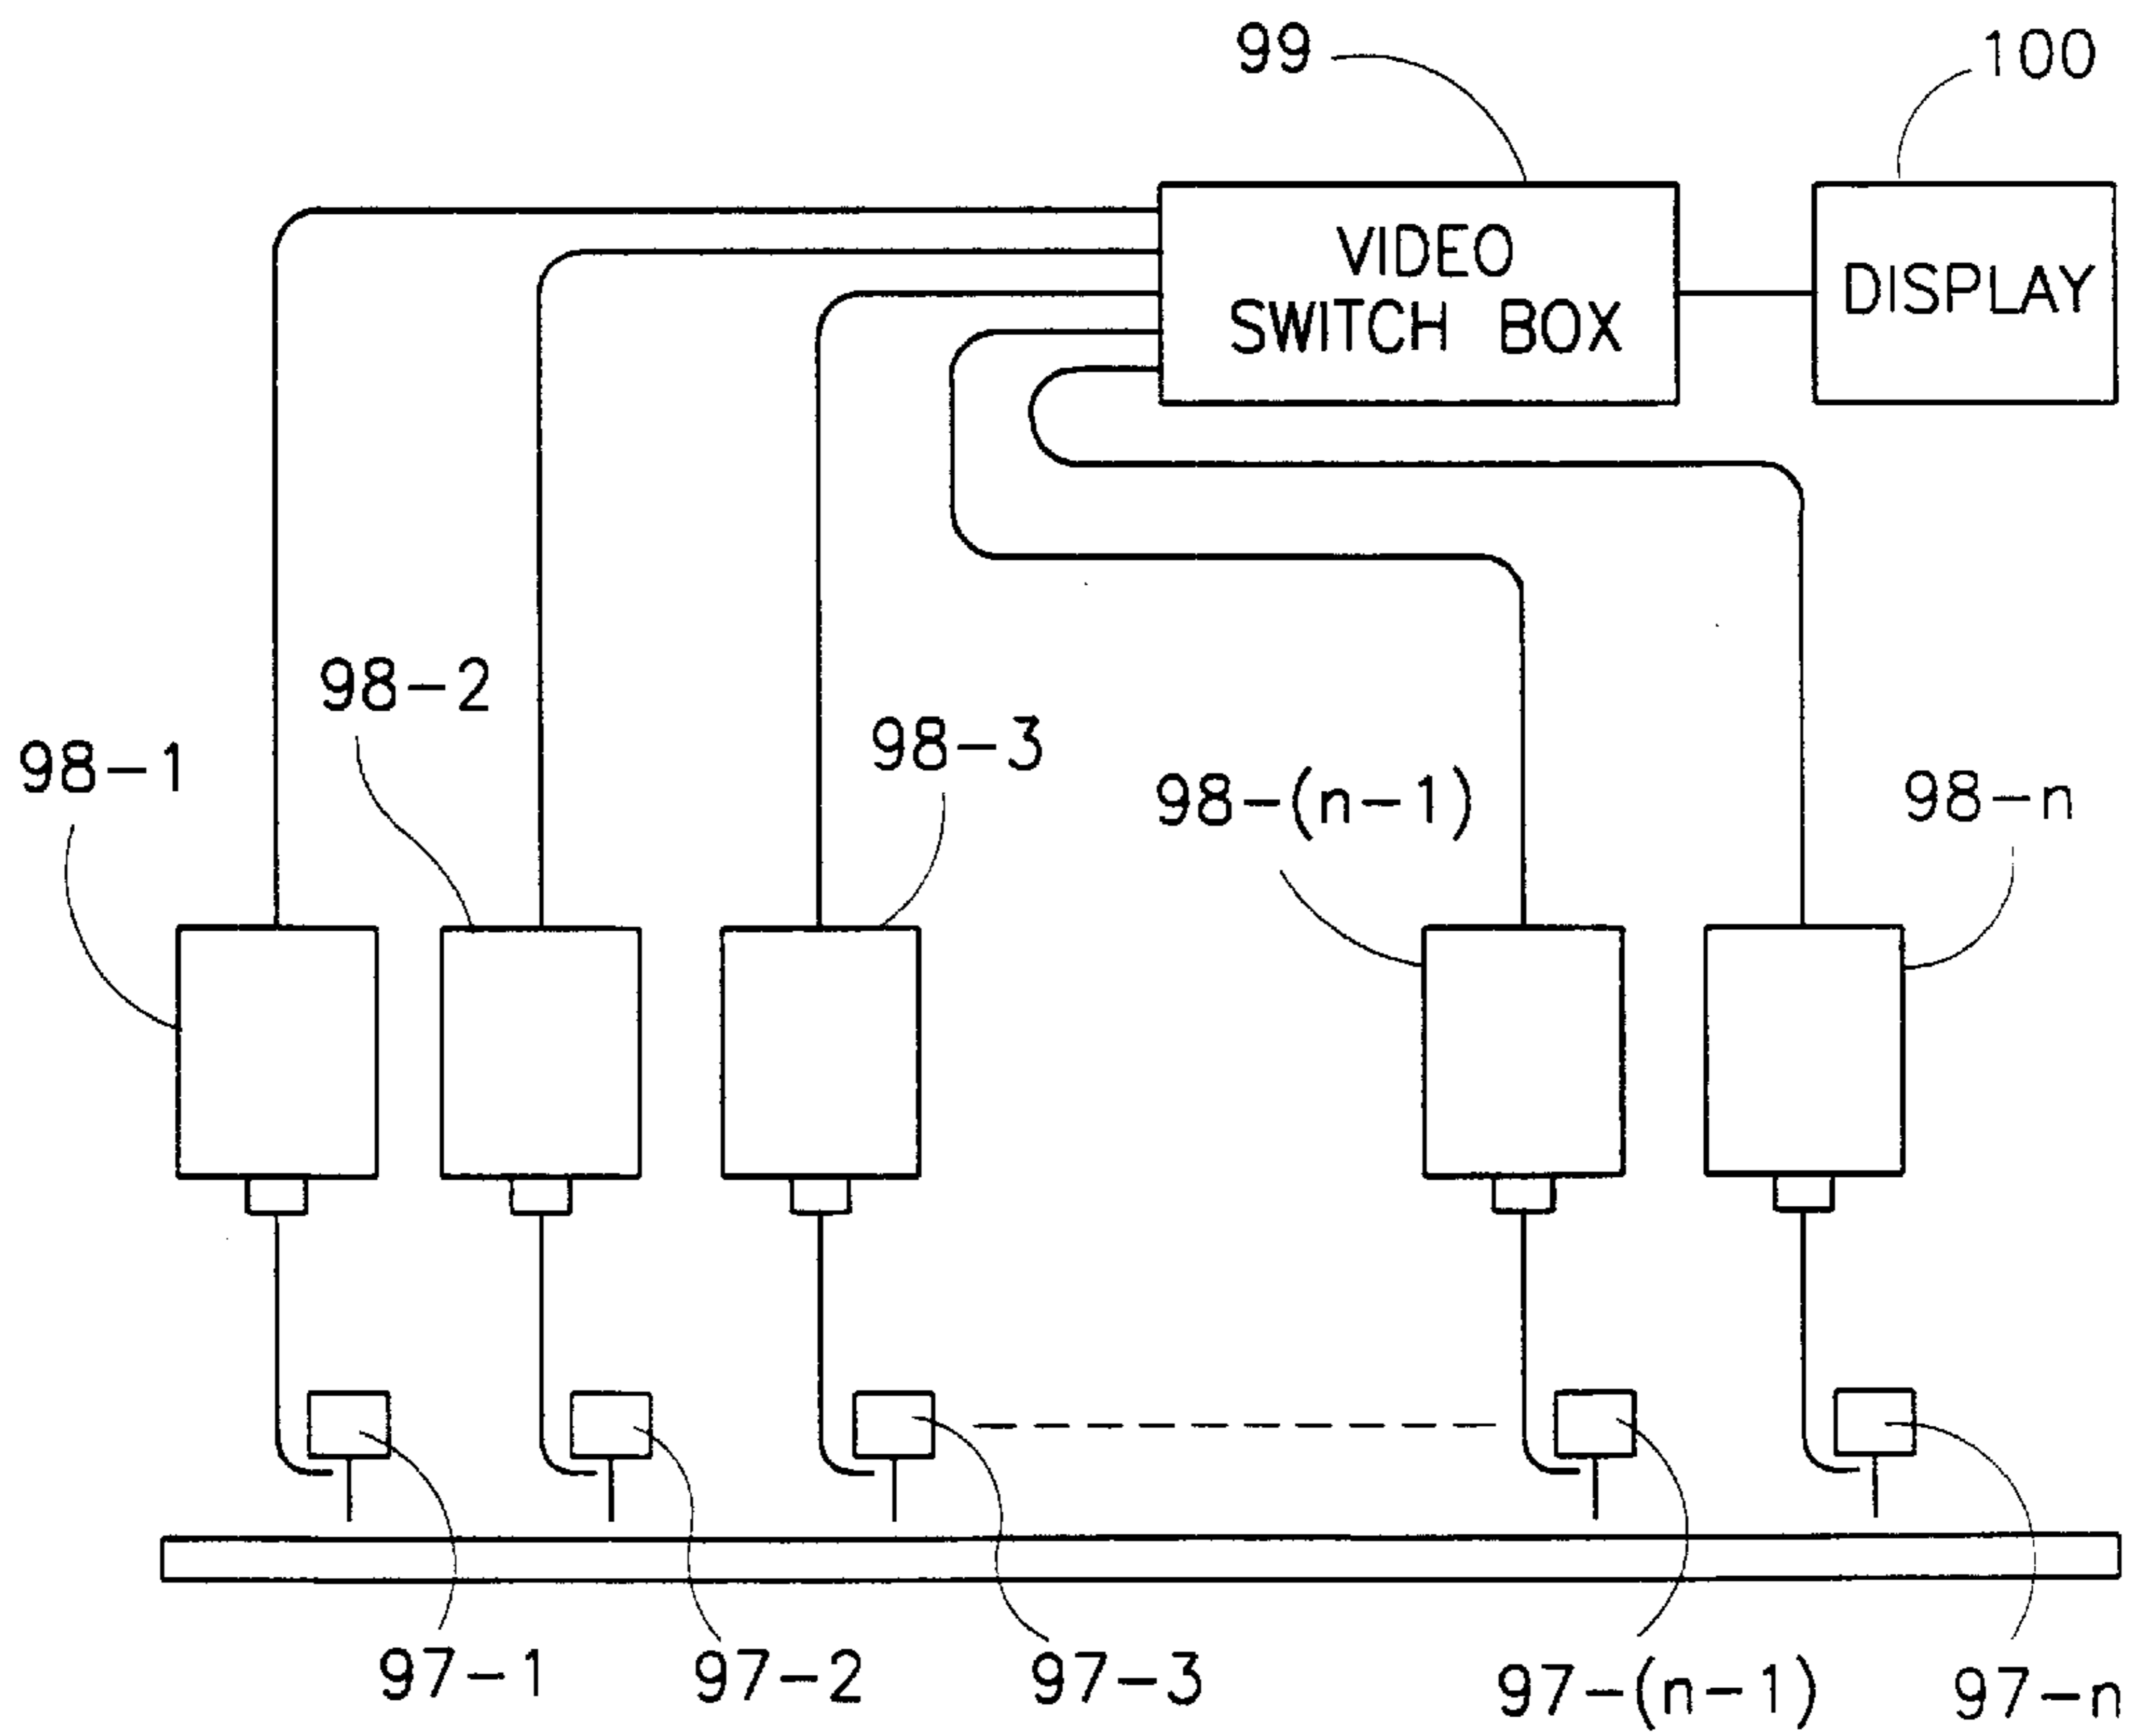 99
100
VIDEO
SWITCH BOX
DISPLAY
98-2
98-3
98-1
98-(n-1)
98-n
97-1
97-2
97-3
97-(n-1)
97-n